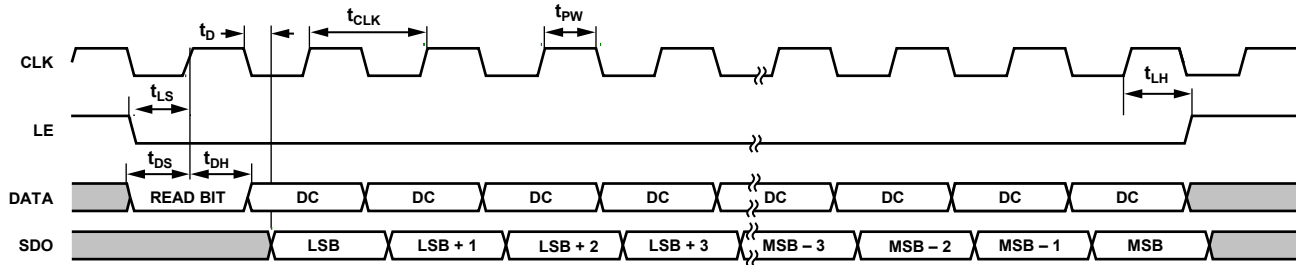 tD
tCLK
tPW
CLK
tLS
tLH
LE
tDS
tDH
DATA
READ BIT
DC
DC
DC
DC
DC
DC
DC
DC
SDO
LSB
LSB + 1
LSB + 2
LSB + 3
MSB – 3
MSB – 2
MSB – 1
MSB